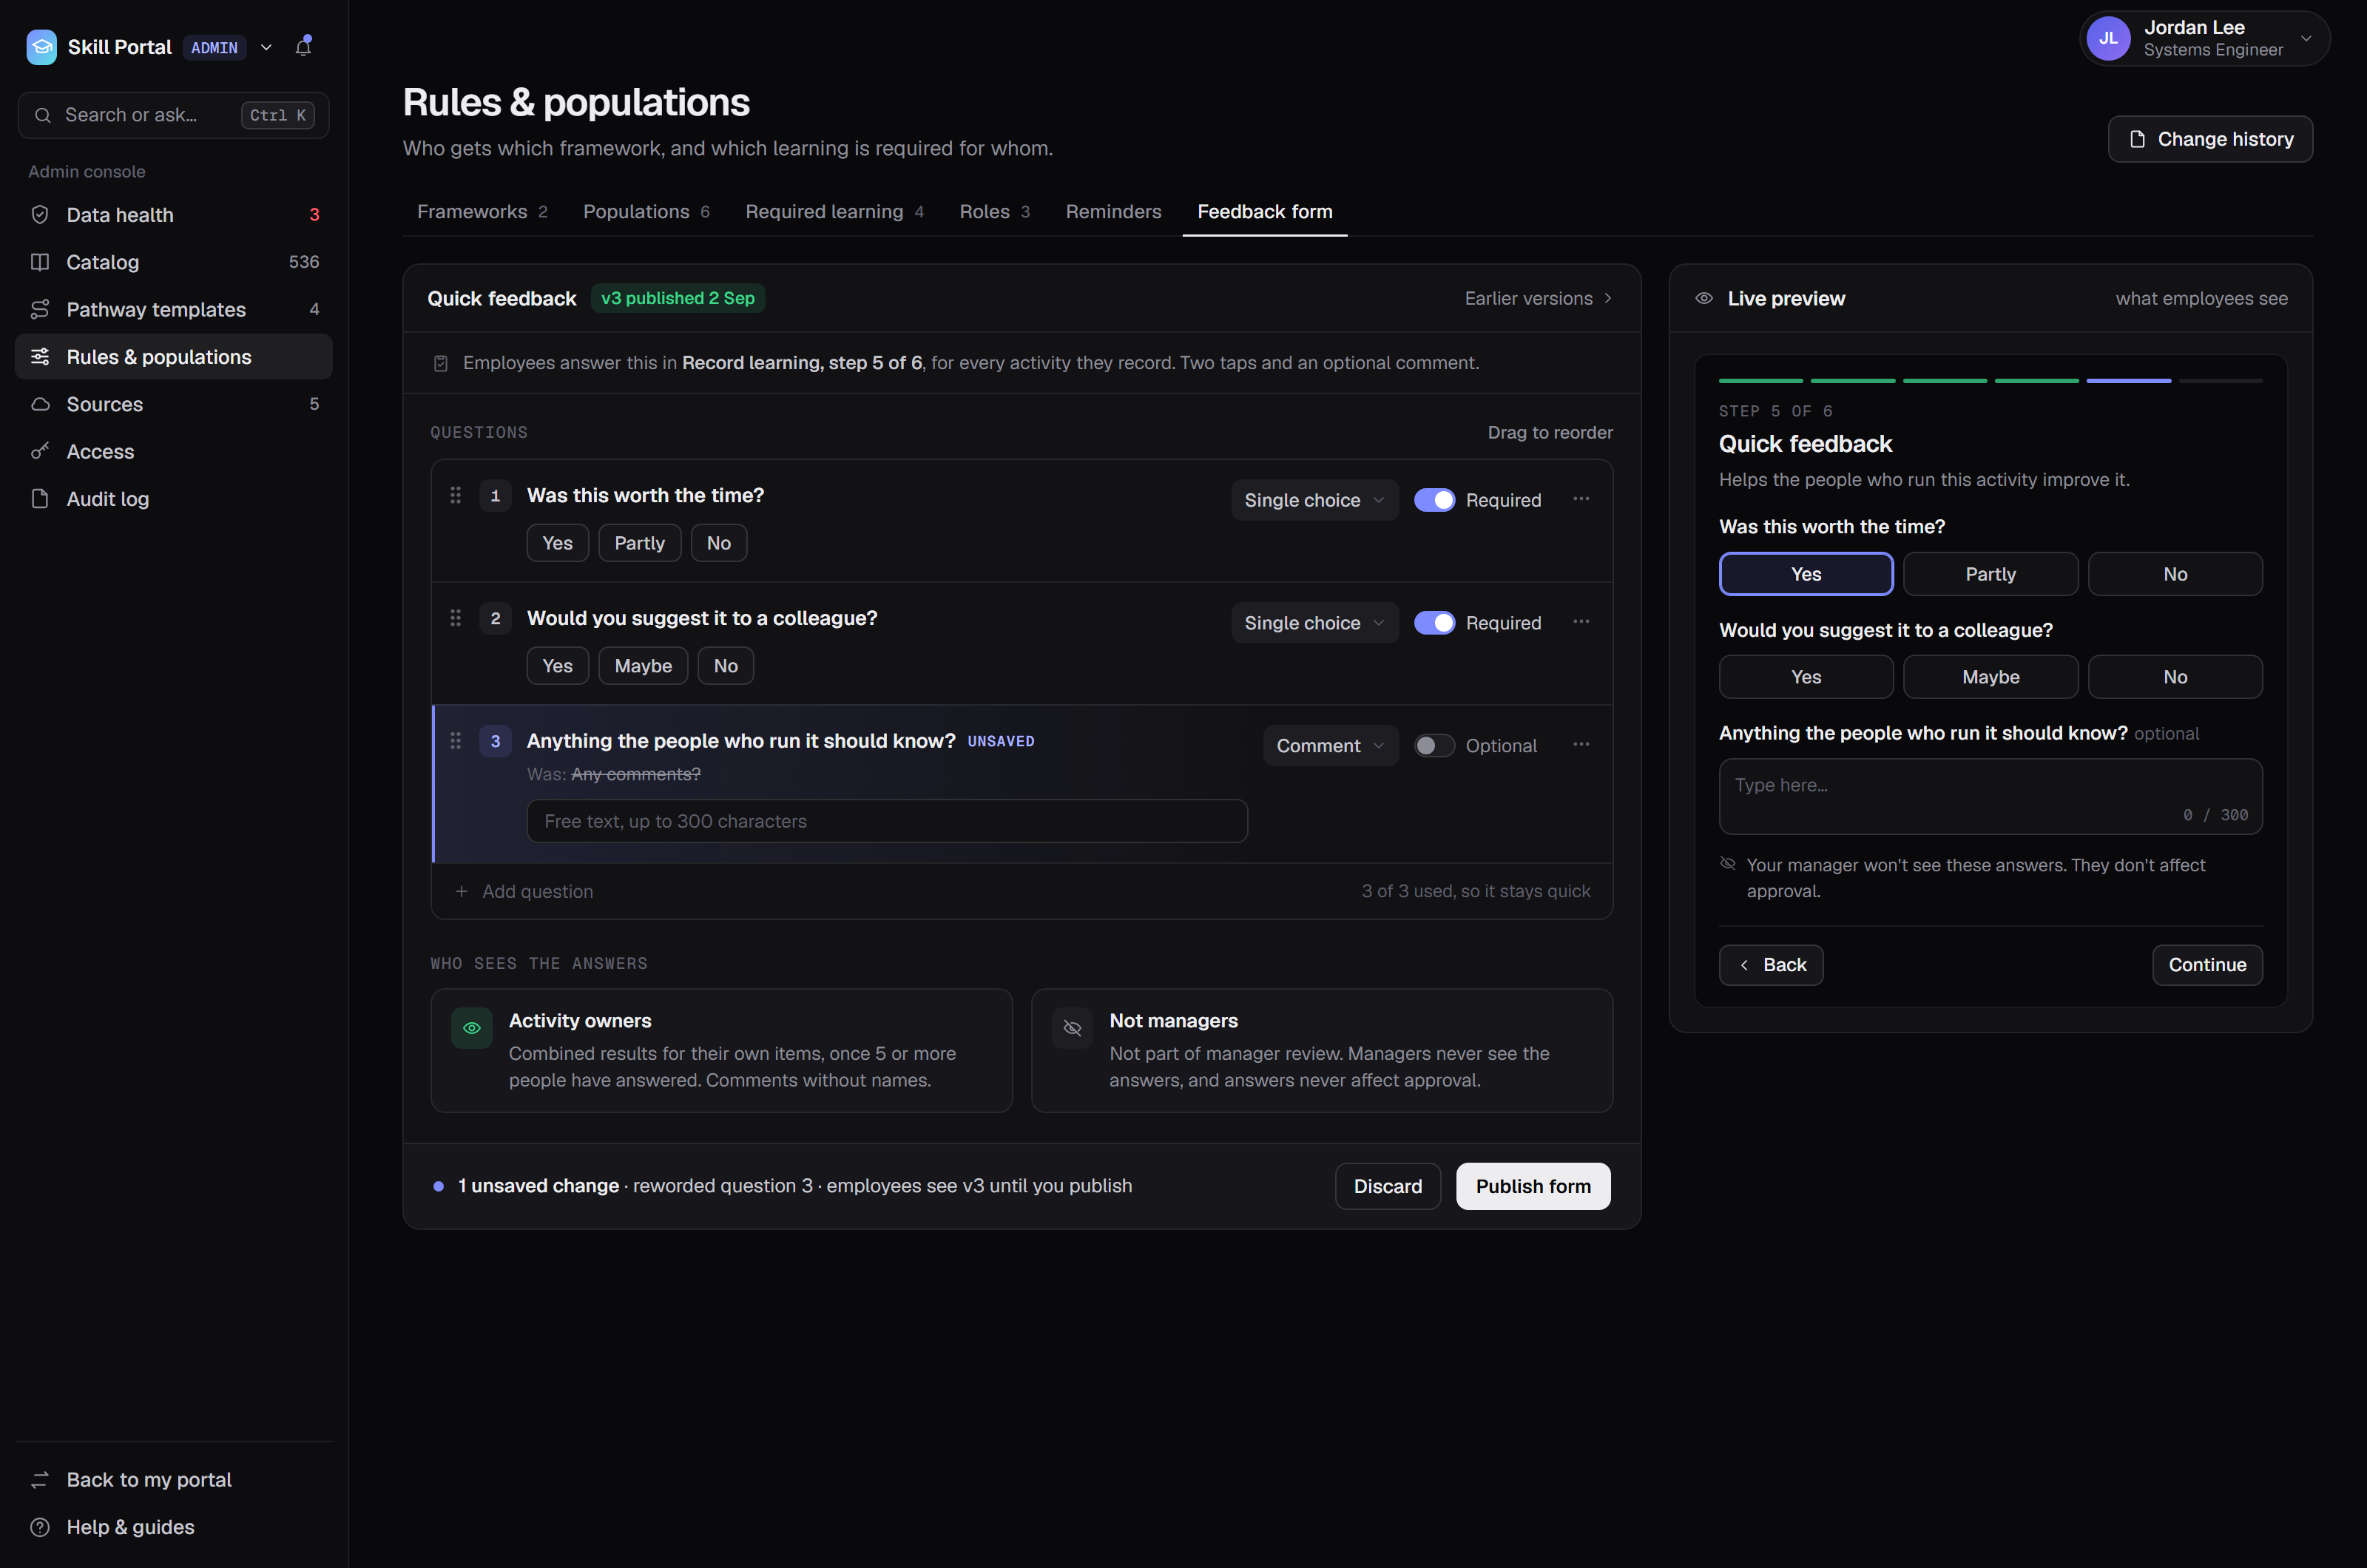 Skill Portal ADMIN
Search or ask... Ctrl K
Admin console
Data health 3
Catalog 536
Pathway templates 4
Rules & populations
Sources 5
Access
Audit log
Back to my portal
Help & guides
JL
Jordan Lee
Systems Engineer
Rules & populations
Who gets which framework, and which learning is required for whom.
Change history
Frameworks 2 Populations 6 Required learning 4 Roles 3 Reminders Feedback form
Quick feedback v3 published 2 Sep Earlier versions
Employees answer this in Record learning, step 5 of 6, for every activity they record. Two taps and an optional comment.
QUESTIONS Drag to reorder
1 Was this worth the time? Single choice Required
Yes Partly No
2 Would you suggest it to a colleague? Single choice Required
Yes Maybe No
3 Anything the people who run it should know? UNSAVED Comment Optional
Was: Any comments?
Free text, up to 300 characters
Add question 3 of 3 used, so it stays quick
WHO SEES THE ANSWERS
Activity owners
Combined results for their own items, once 5 or more
people have answered. Comments without names.
Not managers
Not part of manager review. Managers never see the
answers, and answers never affect approval.
1 unsaved change · reworded question 3 · employees see v3 until you publish Discard Publish form
Live preview what employees see
STEP 5 OF 6
Quick feedback
Helps the people who run this activity improve it.
Was this worth the time?
Yes Partly No
Would you suggest it to a colleague?
Yes Maybe No
Anything the people who run it should know? optional
Type here...
0 / 300
Your manager won't see these answers. They don't affect
approval.
Back Continue